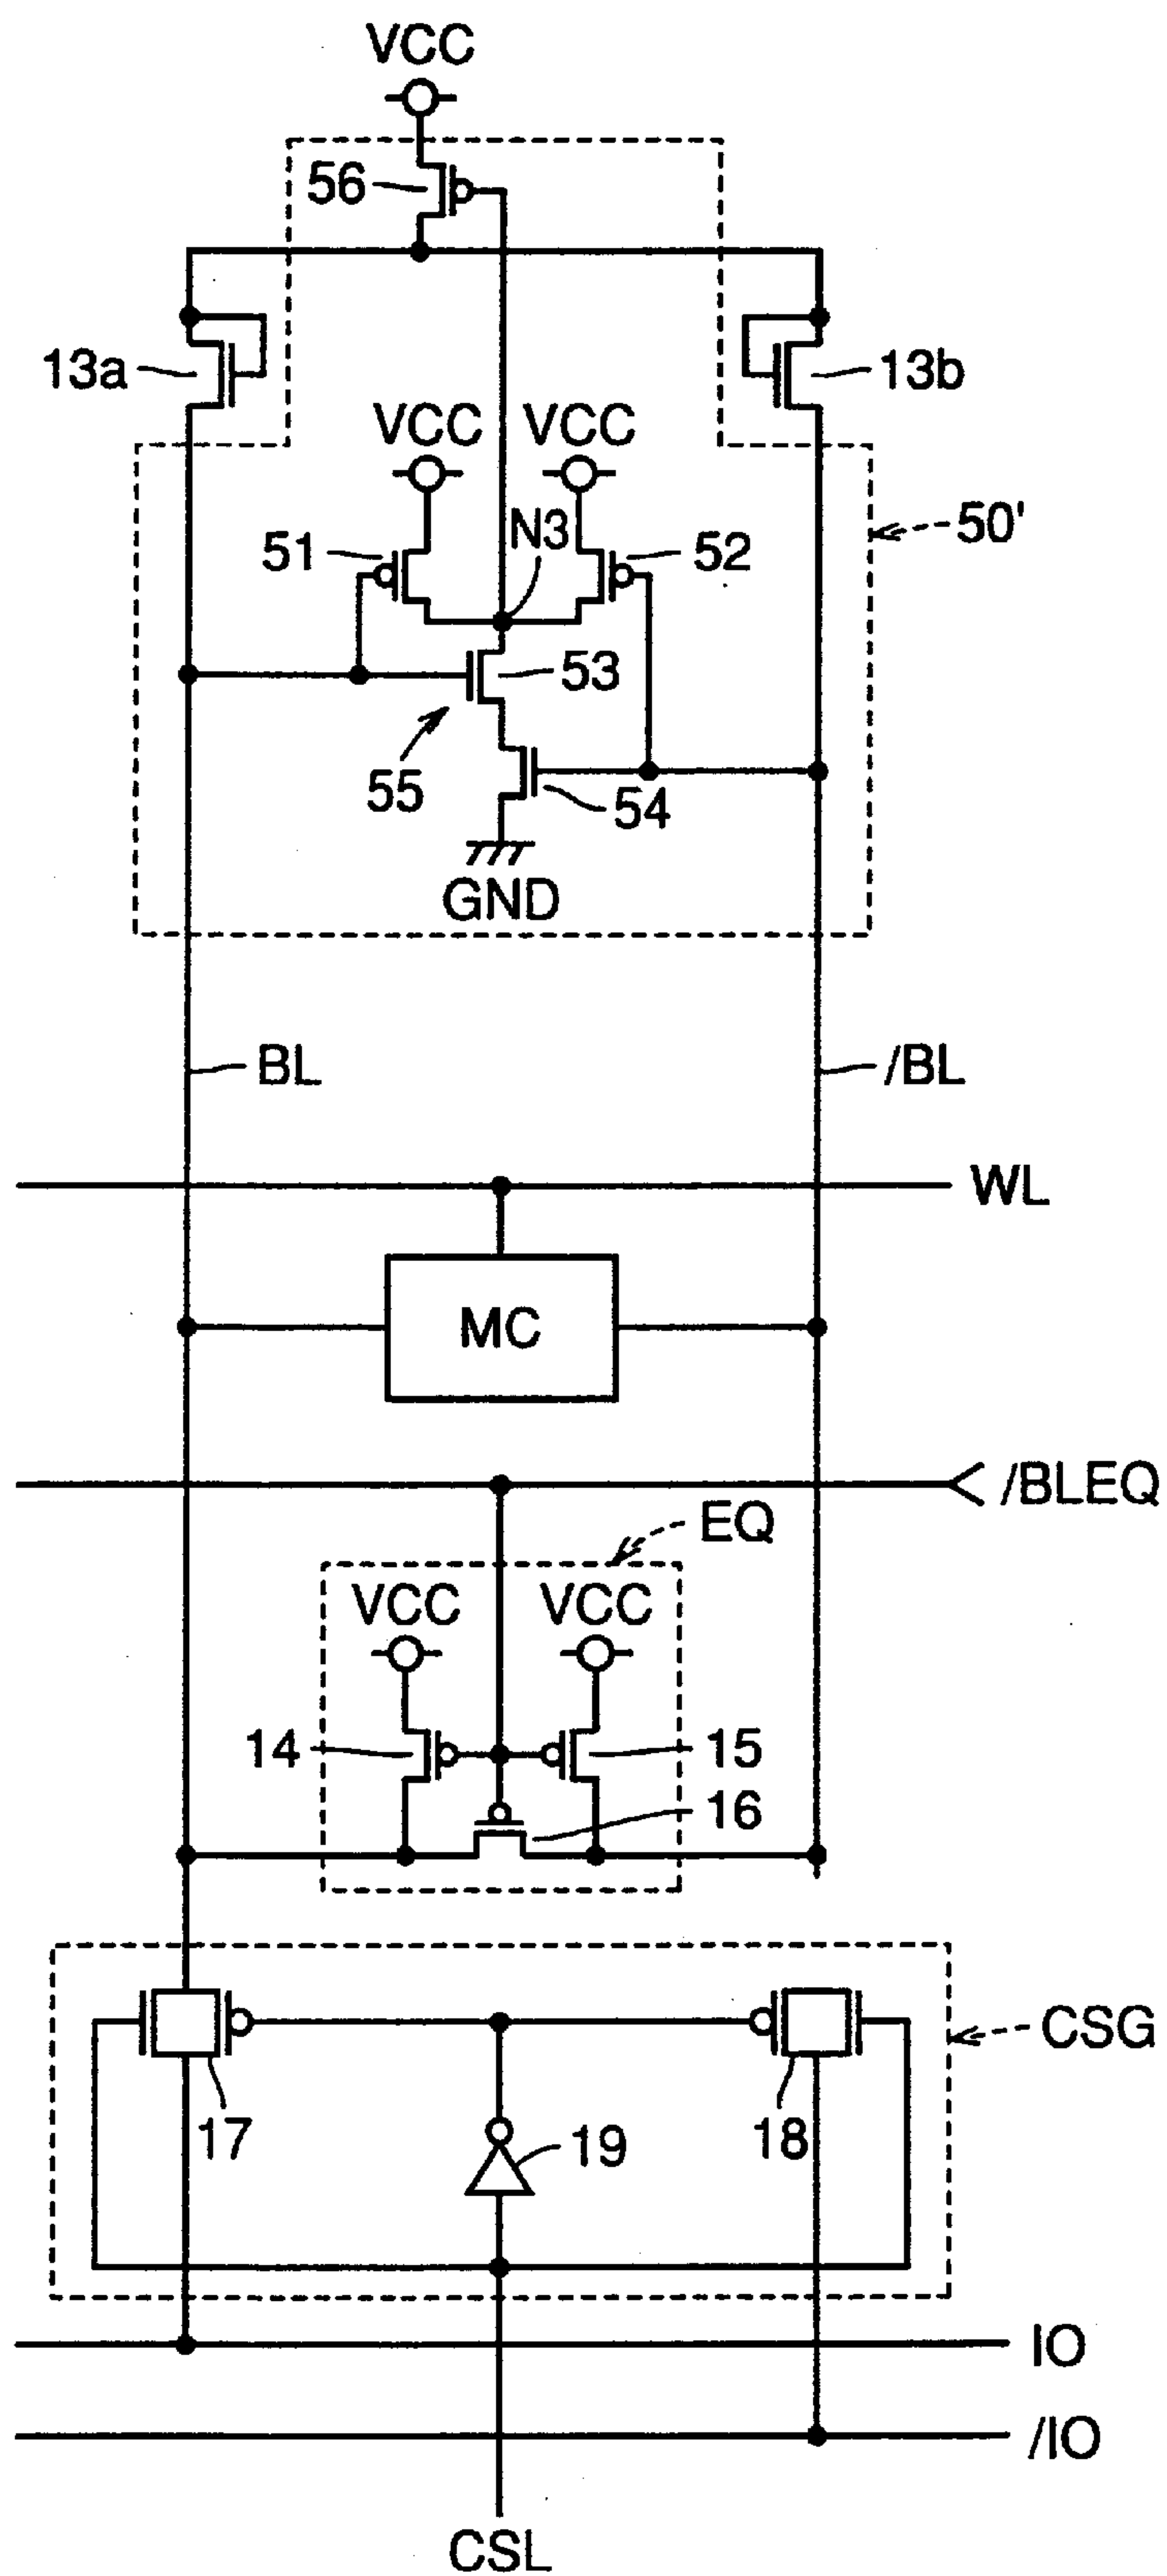 VCC
56
13a
13b
VCC VCC
50'
51
N3
52
53
55
54
GND
BL
/BL
WL
MC
/BLEQ
EQ
VCC VCC
14
15
16
CSG
17
18
19
IO
/IO
CSL